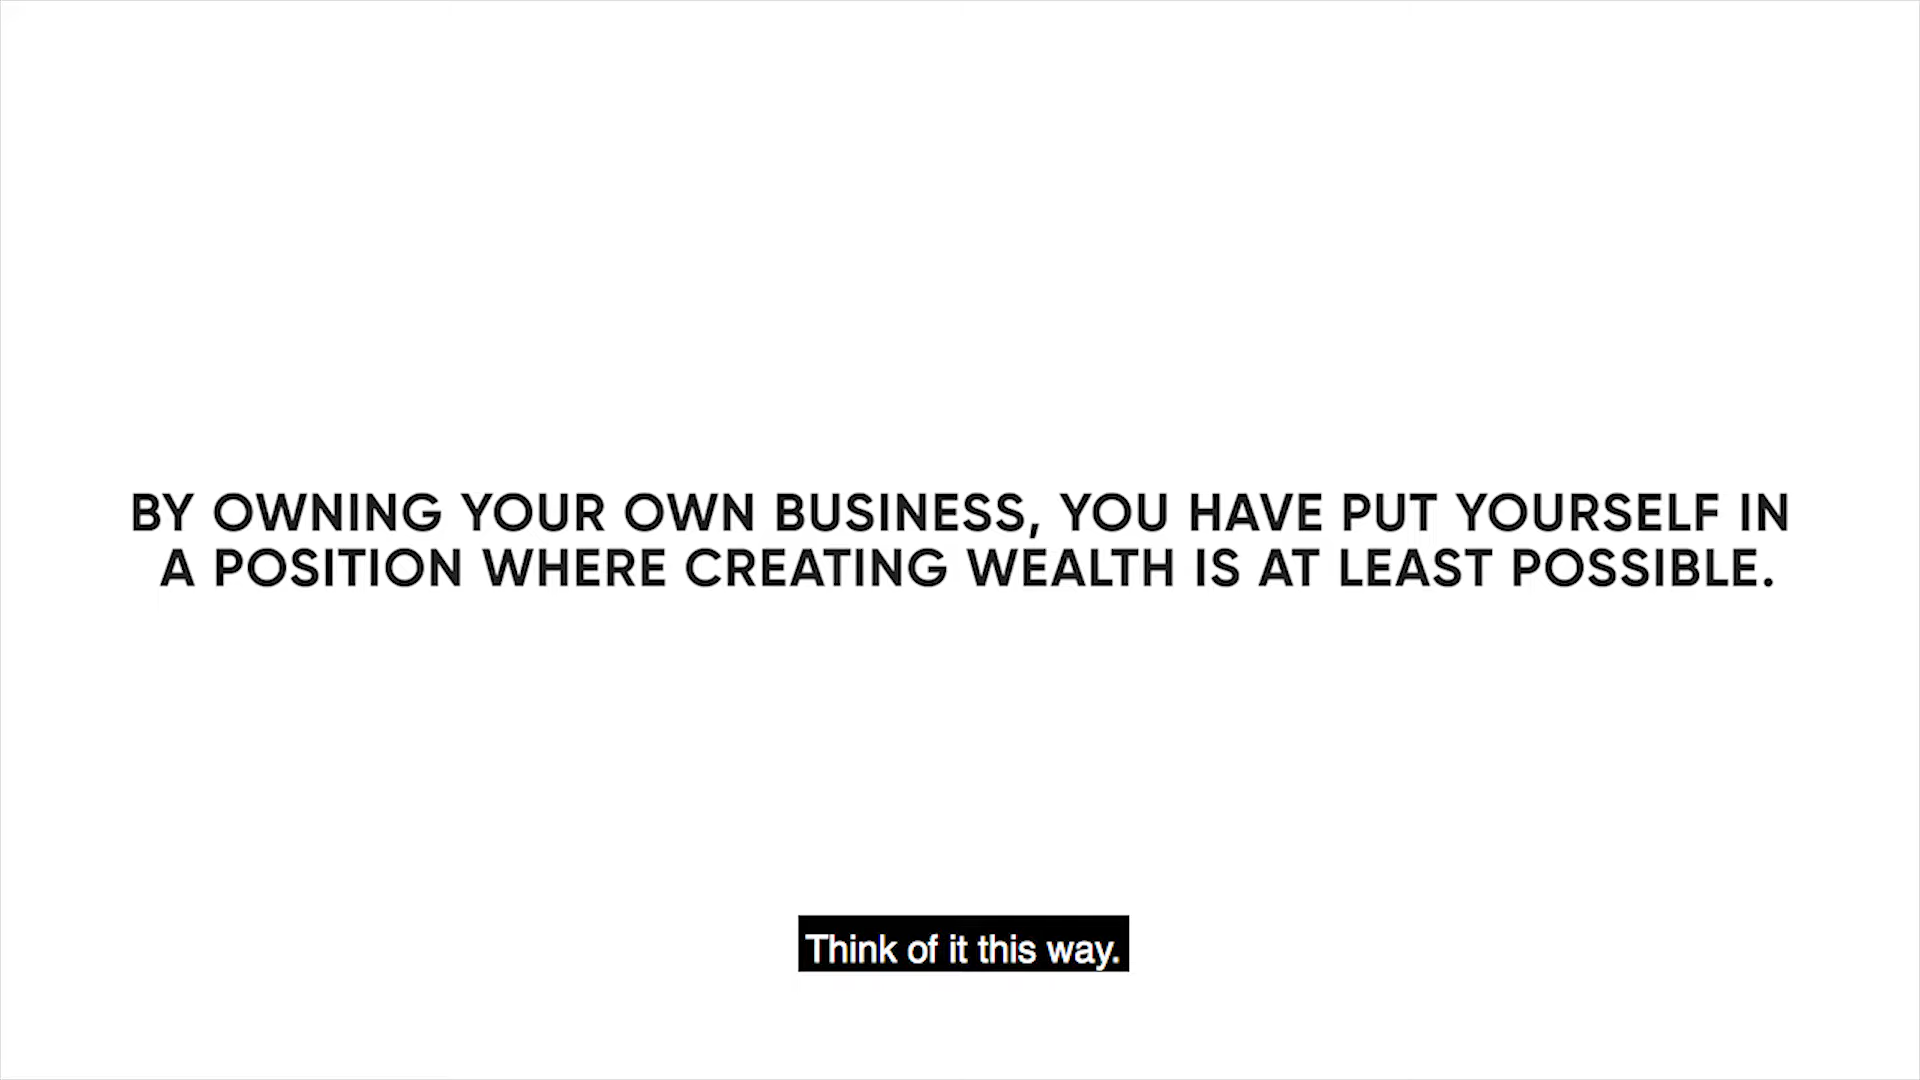 BY OWNING YOUR OWN BUSINESS, YOU HAVE PUT YOURSELF IN
A POSITION WHERE CREATING WEALTH IS AT LEAST POSSIBLE.
Think of it this way.